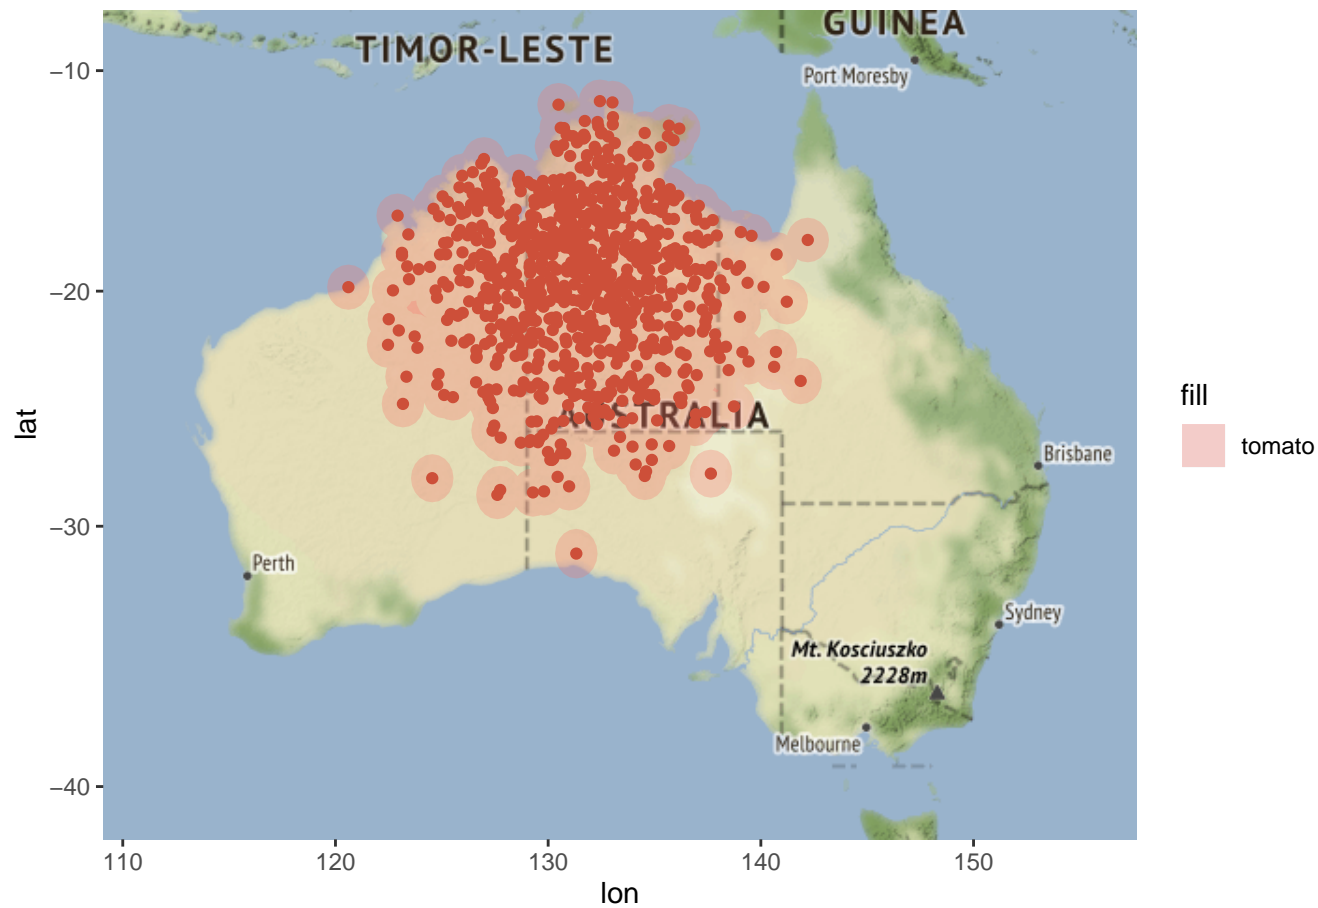 GUINEA
TIMOR-LESTE
Port Moresby
−10
−20
−30
−40
lat
AUSTRALIA
Brisbane
Perth
Sydney
Mt. Kosciuszko
2228m
Melbourne
110
120
130
140
150
lon
fill
tomato